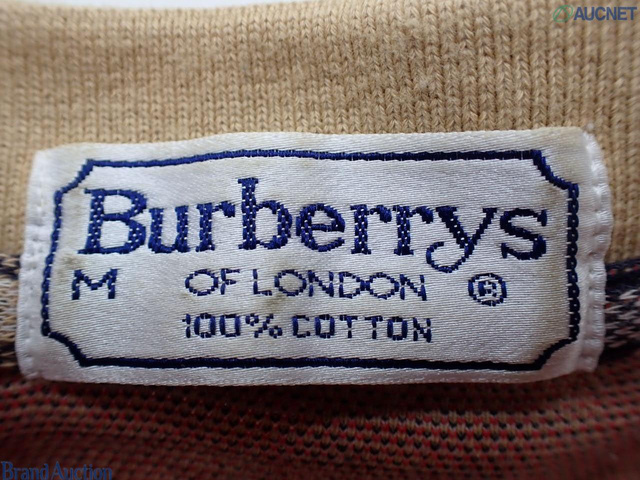 AUCNET
Burberrys
M OF LONDON ®
100% COTTON
Brand Auction